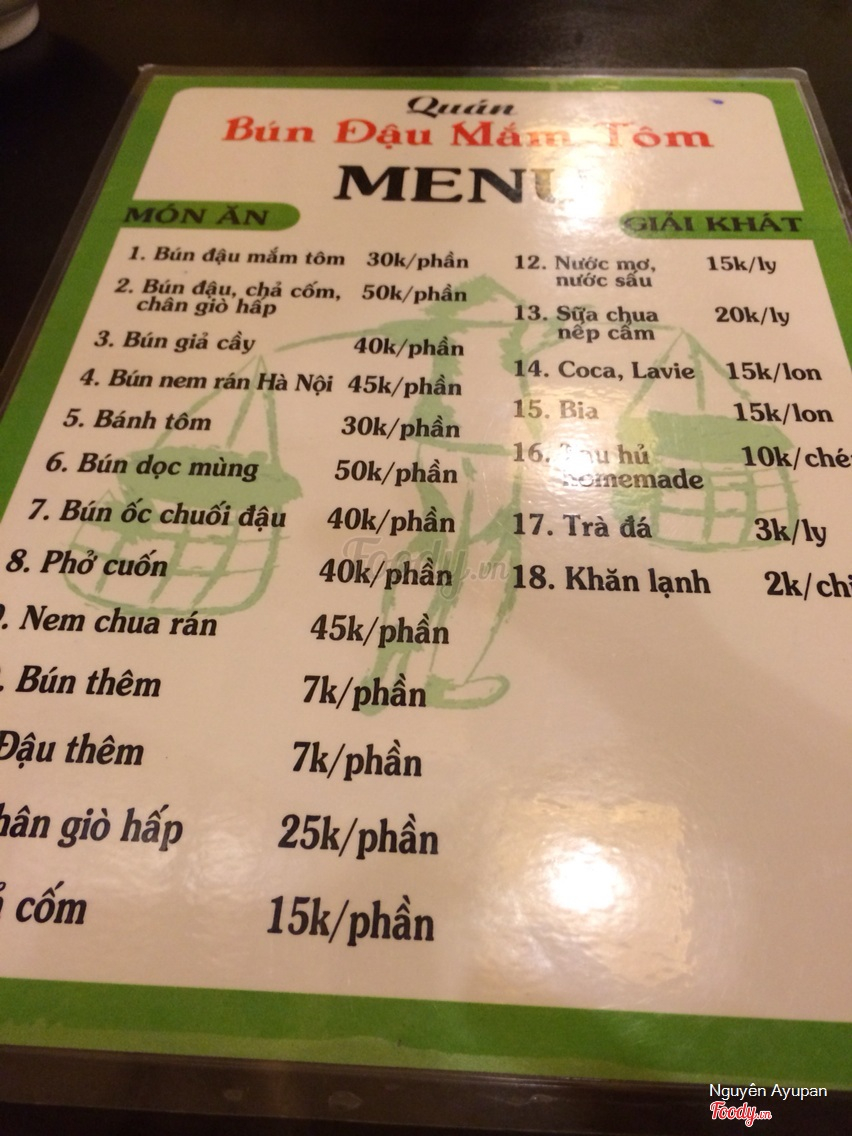 Quán
Bún Đậu Mắm Tôm
MENU
MÓN ĂN
1. Bún đậu mắm tôm 30k/phần
2. Bún đậu, chả cốm, 50k/phần
chân giò hấp
3. Bún giả cầy 40k/phần
4. Bún nem rán Hà Nội 45k/phần
5. Bánh tôm 30k/phần
6. Bún dọc mùng 50k/phần
7. Bún ốc chuối đậu 40k/phần
8. Phở cuốn 40k/phần
. Nem chua rán 45k/phần
. Bún thêm 7k/phần
Đậu thêm 7k/phần
hân giò hấp 25k/phần
cốm 15k/phần
GIẢI KHÁT
12. Nước mơ, 15k/ly
nước sấu
13. Sữa chua 20k/ly
nếp cẩm
14. Coca, Lavie 15k/lon
15. Bia 15k/lon
16. hủ 10k/ché
homemade
17. Trà đá 3k/ly
18. Khăn lạnh 2k/chi
Foody.vn
Nguyên Ayupan
Foody.vn